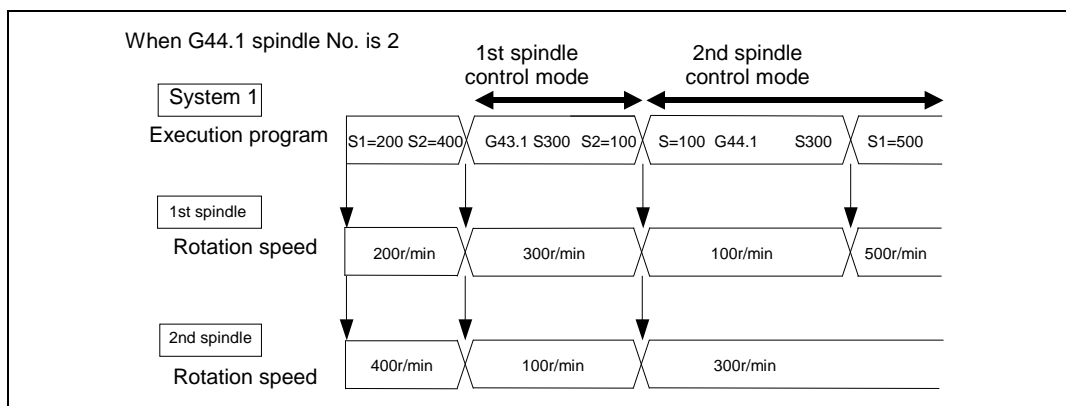 When G44.1 spindle No. is 2
1st spindle
control mode
2nd spindle
control mode
System 1
Execution program
S1=200 S2=400
G43.1 S300 S2=100
S=100 G44.1 S300
S1=500
1st spindle
Rotation speed
200r/min
300r/min
100r/min
500r/min
2nd spindle
Rotation speed
400r/min
100r/min
300r/min